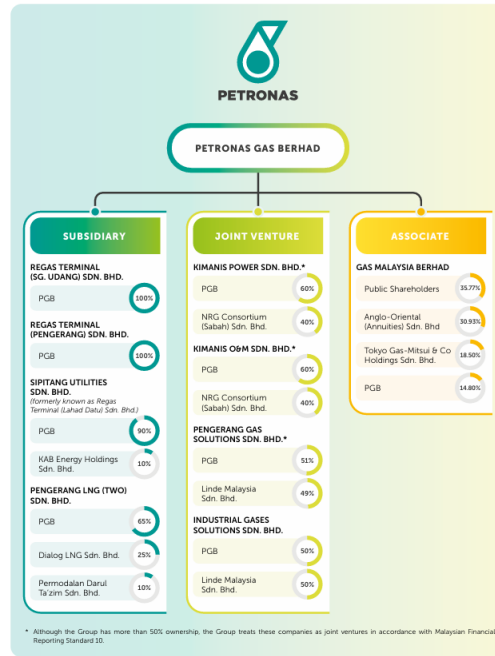 PETRONAS
PETRONAS GAS BERHAD
SUBSIDIARY
REGAS TERMINAL
(SG. UDANG) SDN. BHD.
PGB
100%
REGAS TERMINAL
(PENGERANG) SDN. BHD.
PGB
100%
SIPITANG UTILITIES
SDN. BHD.
(formerly known as Regas
Terminal (Lahad Datu) Sdn. Bhd.)
PGB
90%
KAB Energy Holdings
Sdn. Bhd.
10%
PENGERANG LNG (TWO)
SDN. BHD.
PGB
65%
Dialog LNG Sdn. Bhd.
25%
Permodalan Darul
Ta'zim Sdn. Bhd.
10%
JOINT VENTURE
KIMANIS POWER SDN. BHD.*
PGB
60%
NRG Consortium
(Sabah) Sdn. Bhd.
40%
KIMANIS O&M SDN. BHD.*
PGB
60%
NRG Consortium
(Sabah) Sdn. Bhd.
40%
PENGERANG GAS
SOLUTIONS SDN. BHD.*
PGB
51%
Linde Malaysia
Sdn. Bhd.
49%
INDUSTRIAL GASES
SOLUTIONS SDN. BHD.
PGB
50%
Linde Malaysia
Sdn. Bhd.
50%
ASSOCIATE
GAS MALAYSIA BERHAD
Public Shareholders
35.77%
Anglo-Oriental
(Annuities) Sdn. Bhd
30.93%
Tokyo Gas-Mitsui & Co
Holdings Sdn. Bhd.
18.50%
PGB
14.80%
* Although the Group has more than 50% ownership, the Group treats these companies as joint ventures in accordance with Malaysian Financial
Reporting Standard 10.